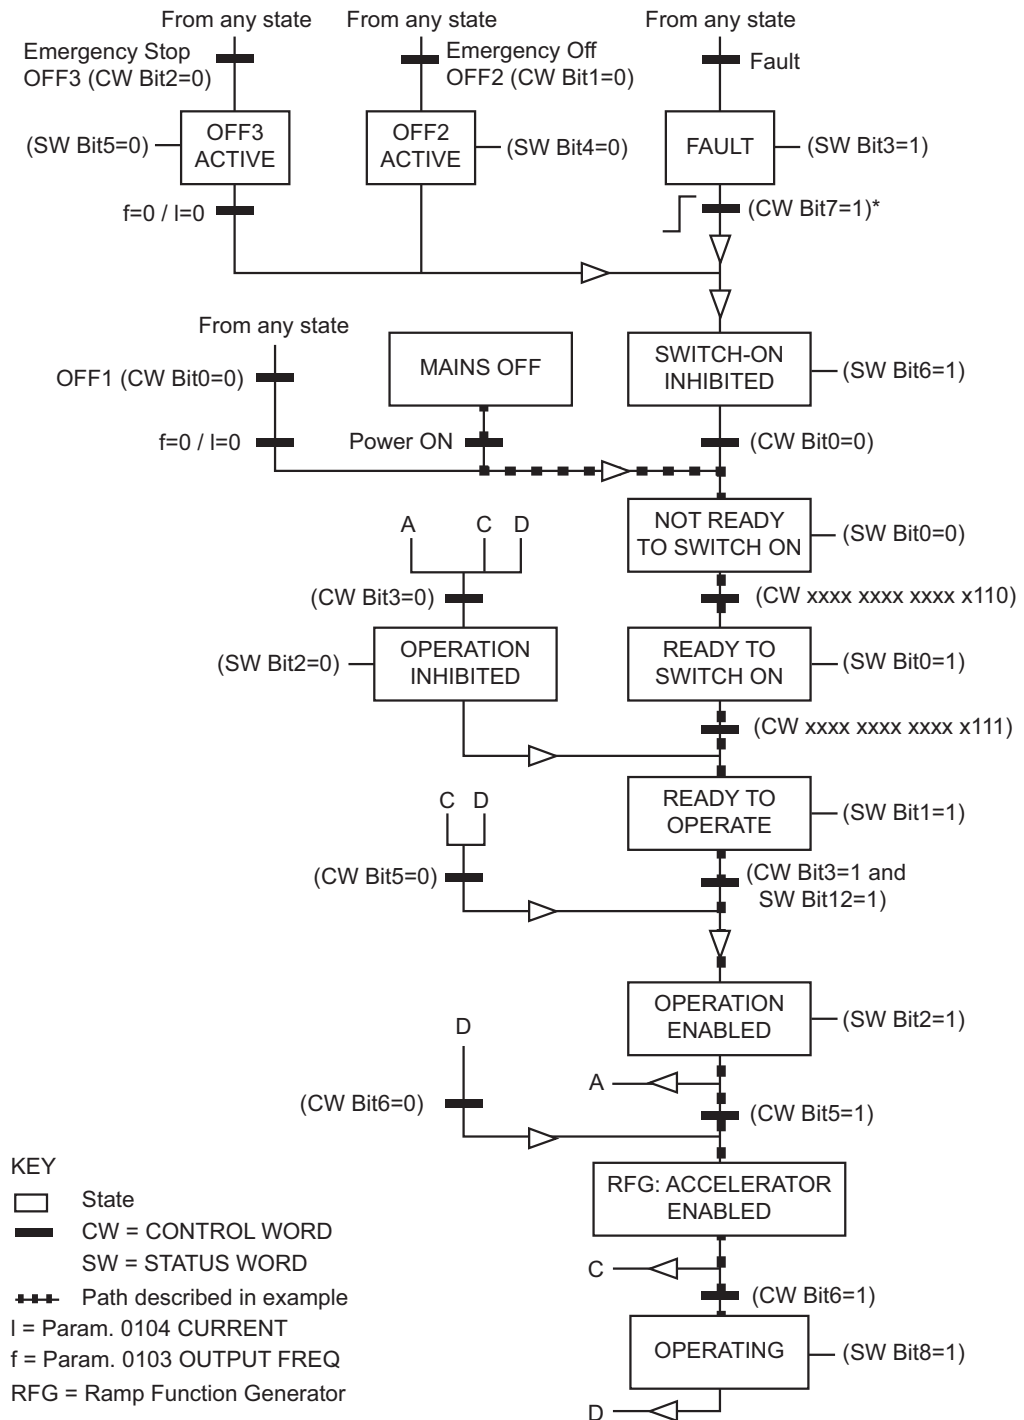 From any state
From any state
From any state
Emergency Stop
OFF3 (CW Bit2=0)
Emergency Off
OFF2 (CW Bit1=0)
Fault
(SW Bit5=0)
OFF3
ACTIVE
OFF2
ACTIVE
(SW Bit4=0)
FAULT
(SW Bit3=1)
f=0 / I=0
(CW Bit7=1)*
From any state
OFF1 (CW Bit0=0)
MAINS OFF
SWITCH-ON
INHIBITED
(SW Bit6=1)
f=0 / I=0
Power ON
(CW Bit0=0)
A
C
D
NOT READY
TO SWITCH ON
(SW Bit0=0)
(CW Bit3=0)
(CW xxxx xxxx xxxx x110)
(SW Bit2=0)
OPERATION
INHIBITED
READY TO
SWITCH ON
(SW Bit0=1)
(CW xxxx xxxx xxxx x111)
C
D
READY TO
OPERATE
(SW Bit1=1)
(CW Bit5=0)
(CW Bit3=1 and
SW Bit12=1)
D
OPERATION
ENABLED
(SW Bit2=1)
A
(CW Bit6=0)
(CW Bit5=1)
RFG: ACCELERATOR
ENABLED
C
(CW Bit6=1)
OPERATING
(SW Bit8=1)
D
KEY
State
CW = CONTROL WORD
SW = STATUS WORD
Path described in example
I = Param. 0104 CURRENT
f = Param. 0103 OUTPUT FREQ
RFG = Ramp Function Generator